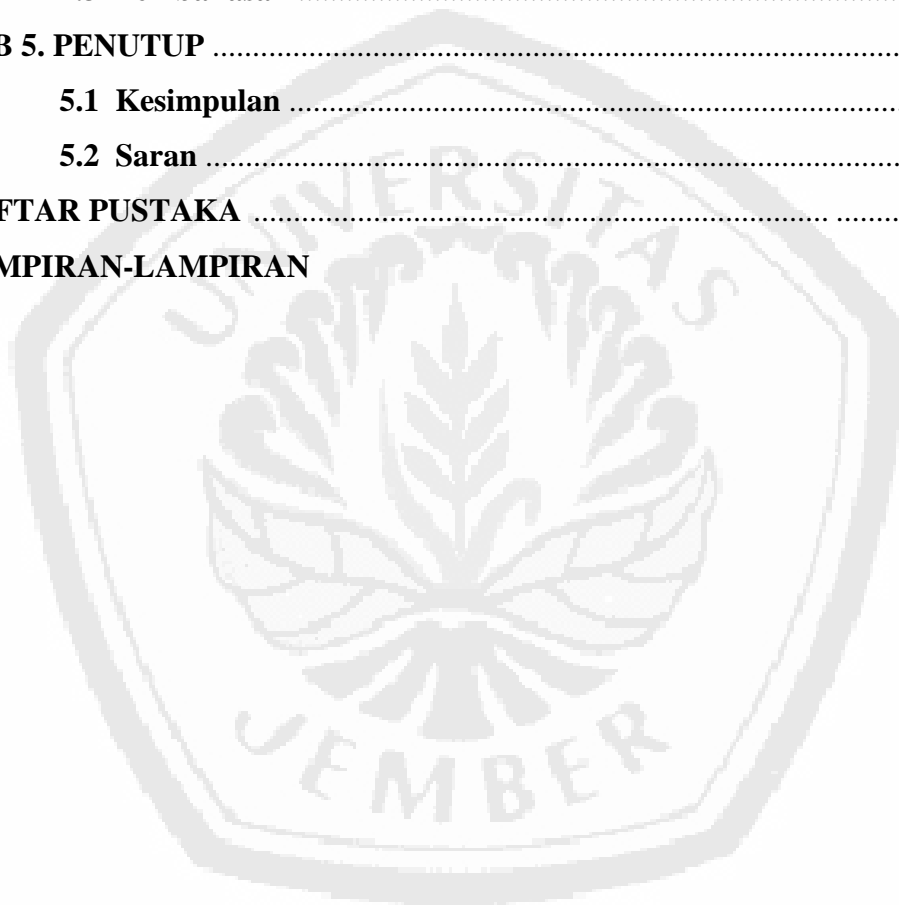 B 5. PENUTUP ........................................................................
5.1 Kesimpulan ................................................................
5.2 Saran ........................................................................
FTAR PUSTAKA ............................................................ ........
MPIRAN-LAMPIRAN
UNIVERSITAS
JEMBER